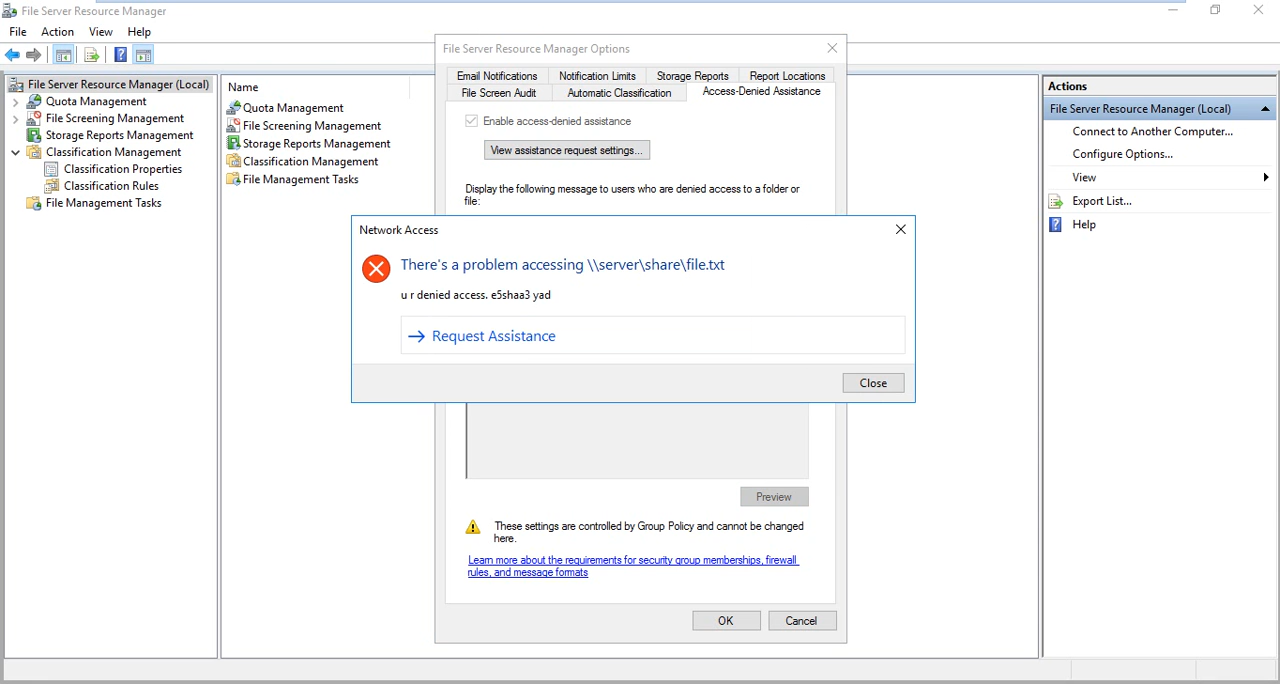 File Server Resource Manager
File Action View Help
File Server Resource Manager (Local)
Quota Management
File Screening Management
Storage Reports Management
Classification Management
Classification Properties
Classification Rules
File Management Tasks
Name
Quota Management
File Screening Management
Storage Reports Management
Classification Management
File Management Tasks
File Server Resource Manager Options
Email Notifications Notification Limits Storage Reports Report Locations
File Screen Audit Automatic Classification Access-Denied Assistance
Enable access-denied assistance
View assistance request settings...
Display the following message to users who are denied access to a folder or
file:
Network Access
There's a problem accessing \\server\share\file.txt
u r denied access. e5shaa3 yad
Request Assistance
Close
Preview
These settings are controlled by Group Policy and cannot be changed
here.
Learn more about the requirements for security group memberships, firewall
rules, and message formats
OK Cancel
Actions
File Server Resource Manager (Local)
Connect to Another Computer...
Configure Options...
View
Export List...
Help